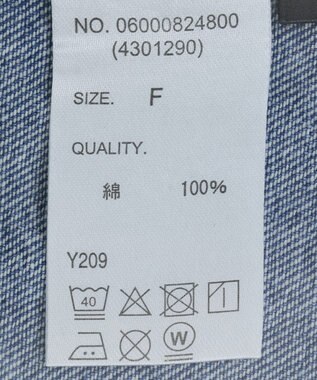 NO. 06000824800
(4301290)
SIZE. F
QUALITY.
綿 100%
Y209
40
W